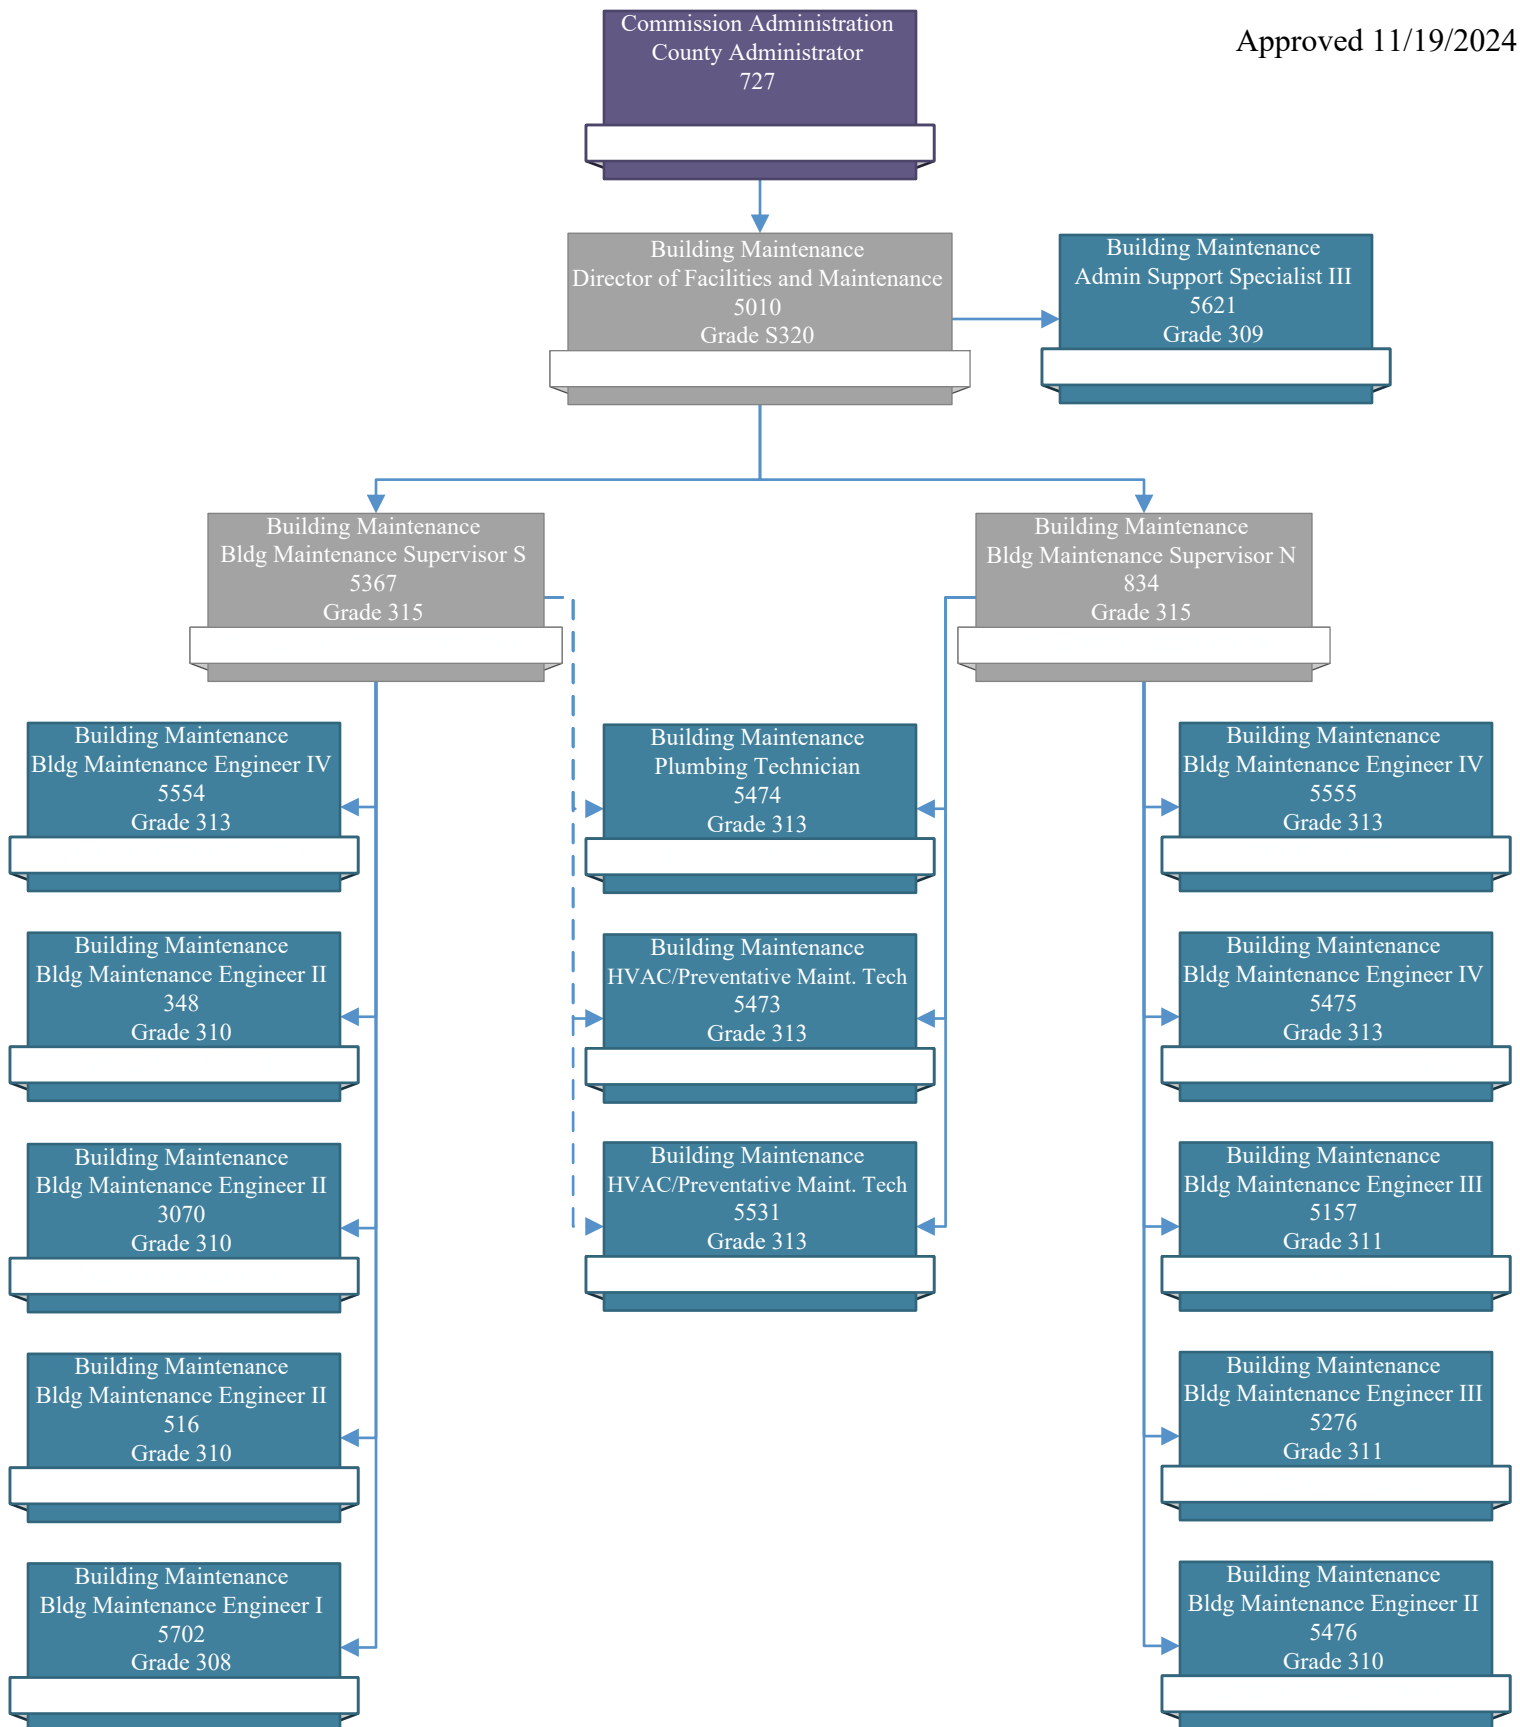 Approved 11/19/2024
Commission Administration
County Administrator
727
Building Maintenance
Director of Facilities and Maintenance
5010
Grade S320
Building Maintenance
Admin Support Specialist III
5621
Grade 309
Building Maintenance
Bldg Maintenance Supervisor S
5367
Grade 315
Building Maintenance
Bldg Maintenance Supervisor N
834
Grade 315
Building Maintenance
Bldg Maintenance Engineer IV
5554
Grade 313
Building Maintenance
Plumbing Technician
5474
Grade 313
Building Maintenance
Bldg Maintenance Engineer IV
5555
Grade 313
Building Maintenance
Bldg Maintenance Engineer II
348
Grade 310
Building Maintenance
HVAC/Preventative Maint. Tech
5473
Grade 313
Building Maintenance
Bldg Maintenance Engineer IV
5475
Grade 313
Building Maintenance
Bldg Maintenance Engineer II
3070
Grade 310
Building Maintenance
HVAC/Preventative Maint. Tech
5531
Grade 313
Building Maintenance
Bldg Maintenance Engineer III
5157
Grade 311
Building Maintenance
Bldg Maintenance Engineer II
516
Grade 310
Building Maintenance
Bldg Maintenance Engineer III
5276
Grade 311
Building Maintenance
Bldg Maintenance Engineer I
5702
Grade 308
Building Maintenance
Bldg Maintenance Engineer II
5476
Grade 310